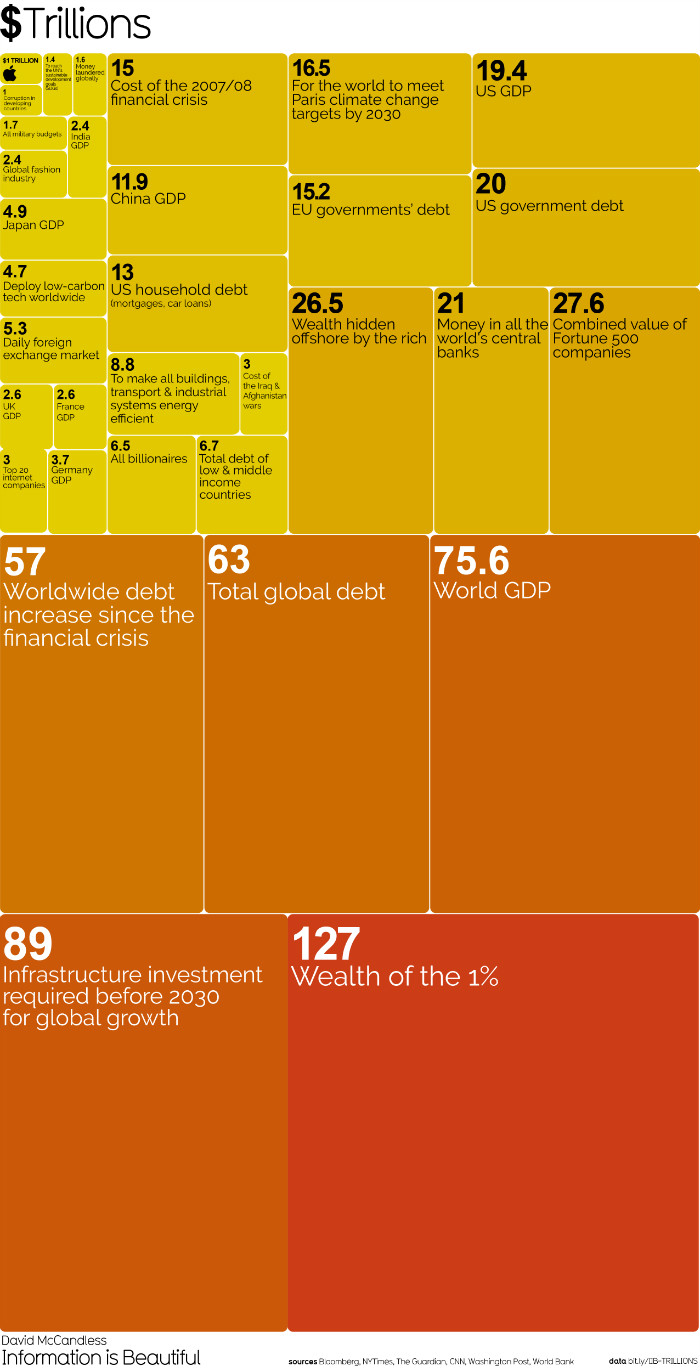 $Trillions
$1 TRILLION
1.4
To reach
the UN's
sustainable
development
goals
1.6
Money
laundered
globally
1
Corruption in
developing
countries
1.7
All military budgets
2.4
India
GDP
2.4
Global fashion
industry
4.9
Japan GDP
4.7
Deploy low-carbon
tech worldwide
5.3
Daily foreign
exchange market
2.6
UK
GDP
2.6
France
GDP
3
Top 20
internet
companies
3.7
Germany
GDP
15
Cost of the 2007/08
financial crisis
11.9
China GDP
13
US household debt
(mortgages, car loans)
8.8
To make all buildings,
transport & industrial
systems energy
efficient
3
Cost of
the Iraq &
Afghanistan
wars
6.5
All billionaires
6.7
Total debt of
low & middle
income
countries
16.5
For the world to meet
Paris climate change
targets by 2030
19.4
US GDP
15.2
EU governments' debt
20
US government debt
26.5
Wealth hidden
offshore by the rich
21
Money in all the
world's central
banks
27.6
Combined value of
Fortune 500
companies
57
Worldwide debt
increase since the
financial crisis
63
Total global debt
75.6
World GDP
89
Infrastructure investment
required before 2030
for global growth
127
Wealth of the 1%
David McCandless
Information is Beautiful
sources Bloomberg, NYTimes, The Guardian, CNN, Washington Post, World Bank
data bit.ly/IIB-TRILLIONS